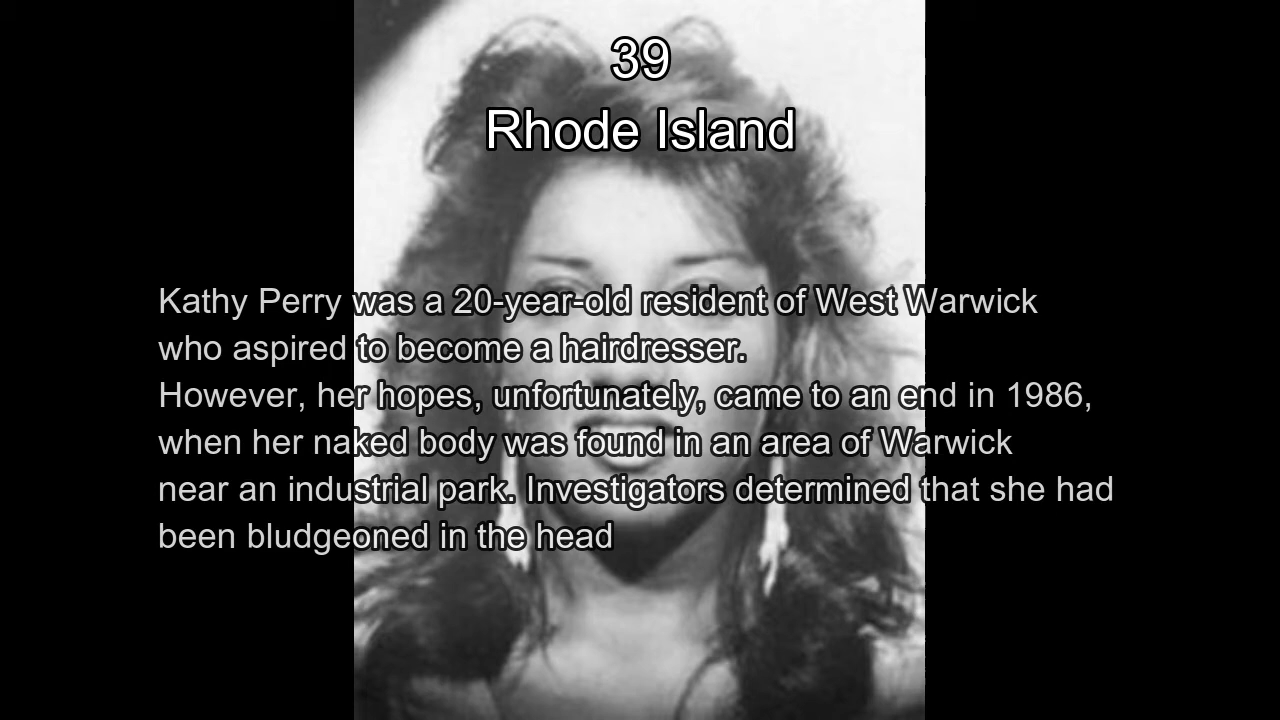 39
Rhode Island
Kathy Perry was a 20-year-old resident of West Warwick
who aspired to become a hairdresser.
However, her hopes, unfortunately, came to an end in 1986,
when her naked body was found in an area of Warwick
near an industrial park. Investigators determined that she had
been bludgeoned in the head